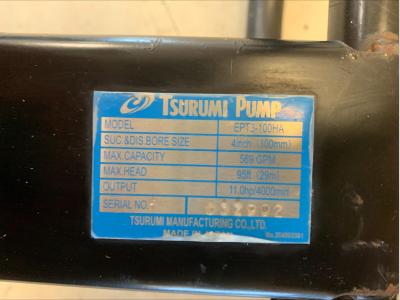 TSURUMI PUMP
MODEL EPT3-100HA
SUC.&DIS.BORE SIZE 4inch (100mm)
MAX.CAPACITY 569 GPM
MAX.HEAD 95ft. (29m)
OUTPUT 11.0hp/4000min
SERIAL NO.
TSURUMI MANUFACTURING CO.,LTD.
MADE IN JAPAN